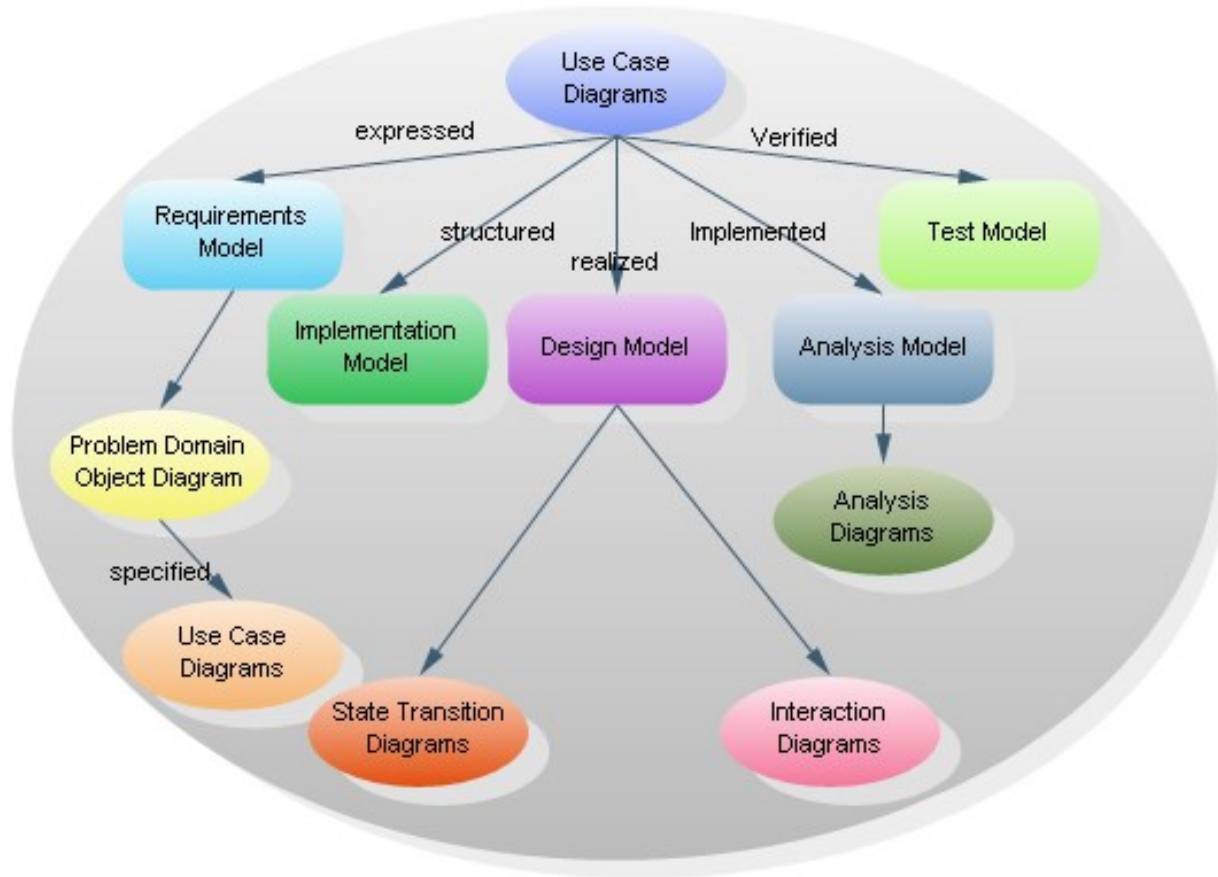 Use Case
Diagrams
expressed
Verified
Requirements
Model
structured
realized
Implemented
Test Model
Implementation
Model
Design Model
Analysis Model
Problem Domain
Object Diagram
Analysis
Diagrams
specified
Use Case
Diagrams
State Transition
Diagrams
Interaction
Diagrams